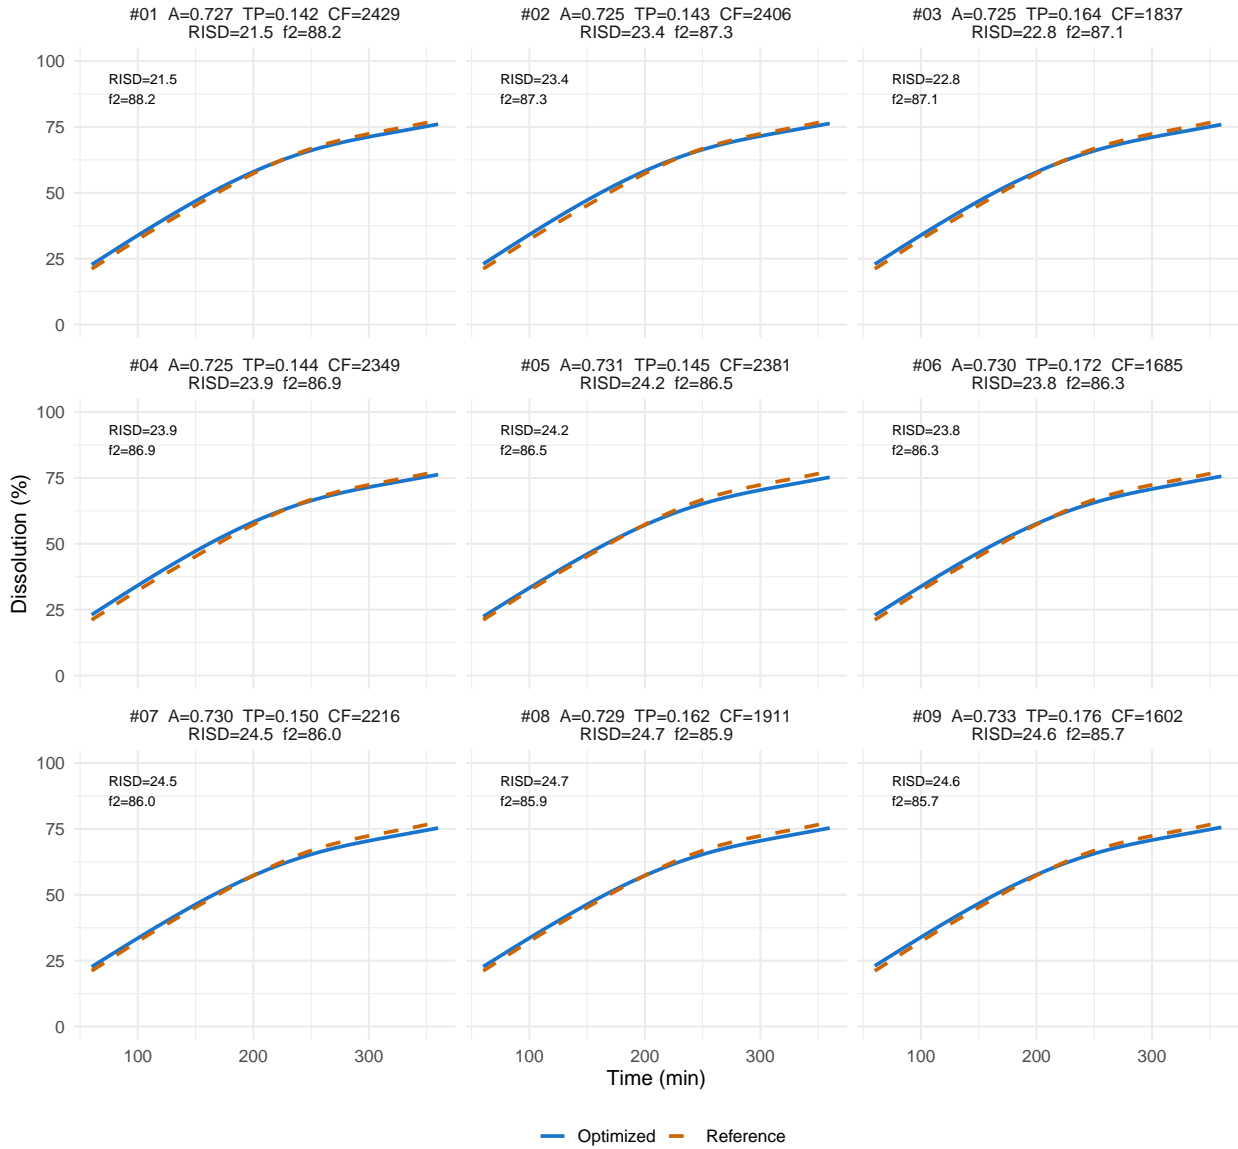 #01 A=0.727 TP=0.142 CF=2429
RISD=21.5 f2=88.2
#02 A=0.725 TP=0.143 CF=2406
RISD=23.4 f2=87.3
#03 A=0.725 TP=0.164 CF=1837
RISD=22.8 f2=87.1
100
75
50
25
0
RISD=21.5
f2=88.2
RISD=23.4
f2=87.3
RISD=22.8
f2=87.1
#04 A=0.725 TP=0.144 CF=2349
RISD=23.9 f2=86.9
#05 A=0.731 TP=0.145 CF=2381
RISD=24.2 f2=86.5
#06 A=0.730 TP=0.172 CF=1685
RISD=23.8 f2=86.3
100
75
50
25
0
RISD=23.9
f2=86.9
RISD=24.2
f2=86.5
RISD=23.8
f2=86.3
Dissolution (%)
#07 A=0.730 TP=0.150 CF=2216
RISD=24.5 f2=86.0
#08 A=0.729 TP=0.162 CF=1911
RISD=24.7 f2=85.9
#09 A=0.733 TP=0.176 CF=1602
RISD=24.6 f2=85.7
100
75
50
25
0
RISD=24.5
f2=86.0
RISD=24.7
f2=85.9
RISD=24.6
f2=85.7
100 200 300
100 200 300
100 200 300
Time (min)
Optimized Reference